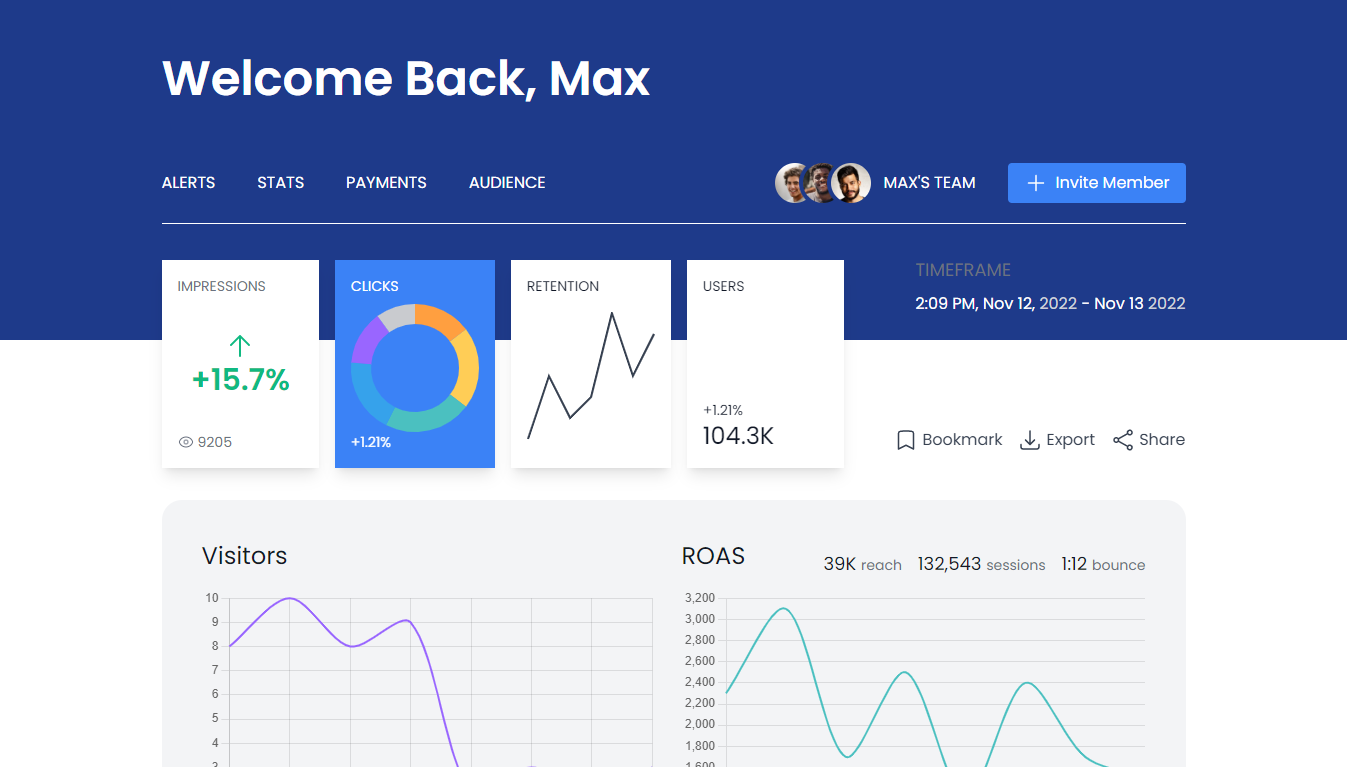 Welcome Back, Max
ALERTS STATS PAYMENTS AUDIENCE MAX'S TEAM Invite Member
IMPRESSIONS
+15.7%
9205
CLICKS
+1.21%
RETENTION
USERS
+1.21%
104.3K
TIMEFRAME
2:09 PM, Nov 12, 2022 - Nov 13 2022
Bookmark Export Share
Visitors
10
9
8
7
6
5
4
3
ROAS
39K reach 132,543 sessions 1:12 bounce
3,200
3,000
2,800
2,600
2,400
2,200
2,000
1,800
1,600